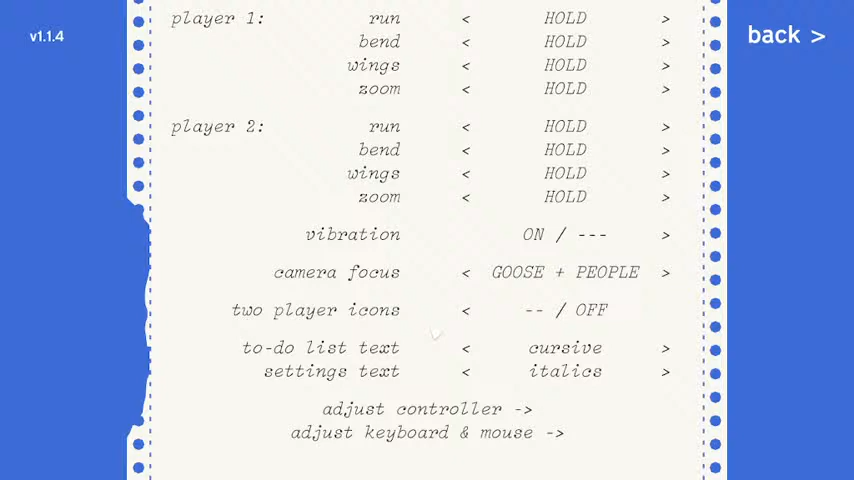 v1.1.4
back >
player 1: run < HOLD >
bend < HOLD >
wings < HOLD >
zoom < HOLD >
player 2: run < HOLD >
bend < HOLD >
wings < HOLD >
zoom < HOLD >
vibration ON / --- >
camera focus < GOOSE + PEOPLE >
two player icons < -- / OFF
to-do list text < cursive >
settings text < italics >
adjust controller ->
adjust keyboard & mouse ->